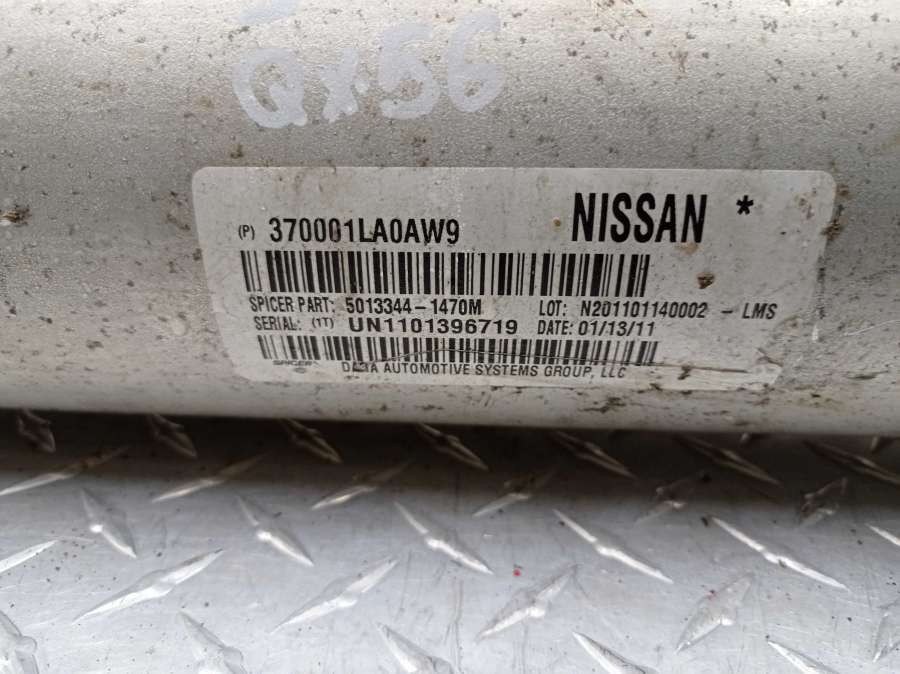 QX56
(P) 370001LA0AW9 NISSAN *
SPICER PART: 5013344-1470M LOT: N201101140002 - LMS
SERIAL: (1T) UN1101396719 DATE: 01/13/11
SPICER DANA AUTOMOTIVE SYSTEMS GROUP, LLC